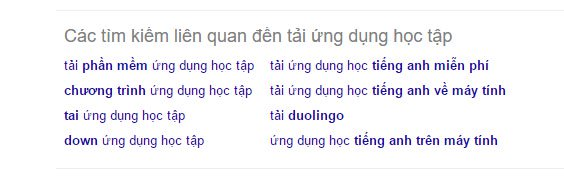 Các tìm kiếm liên quan đến tải ứng dụng học tập
tải phần mềm ứng dụng học tập
chương trình ứng dụng học tập
tai ứng dụng học tập
down ứng dụng học tập
tải ứng dụng học tiếng anh miễn phí
tải ứng dụng học tiếng anh về máy tính
tải duolingo
ứng dụng học tiếng anh trên máy tính